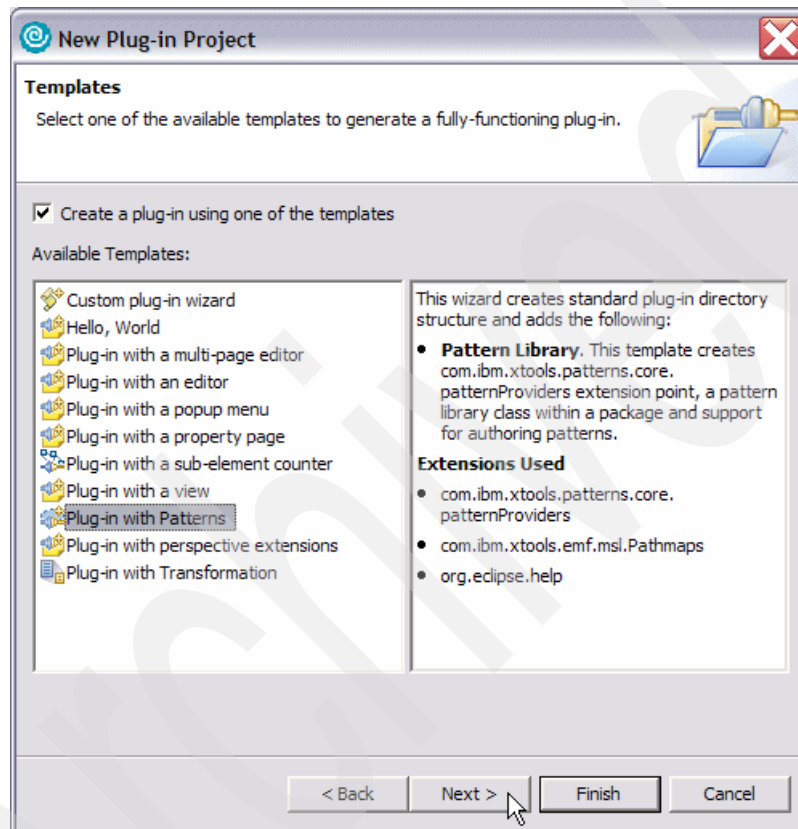 New Plug-in Project
Templates
Select one of the available templates to generate a fully-functioning plug-in.
Create a plug-in using one of the templates
Available Templates:
Custom plug-in wizard
Hello, World
Plug-in with a multi-page editor
Plug-in with an editor
Plug-in with a popup menu
Plug-in with a property page
Plug-in with a sub-element counter
Plug-in with a view
Plug-in with Patterns
Plug-in with perspective extensions
Plug-in with Transformation
This wizard creates standard plug-in directory
structure and adds the following:
• Pattern Library. This template creates
com.ibm.xtools.patterns.core.
patternProviders extension point, a pattern
library class within a package and support
for authoring patterns.
Extensions Used
• com.ibm.xtools.patterns.core.
patternProviders
• com.ibm.xtools.emf.msl.Pathmaps
• org.eclipse.help
< Back
Next >
Finish
Cancel